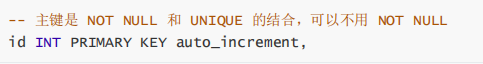 -- 主键是 NOT NULL 和 UNIQUE 的结合，可以不用 NOT NULL
id INT PRIMARY KEY auto_increment,